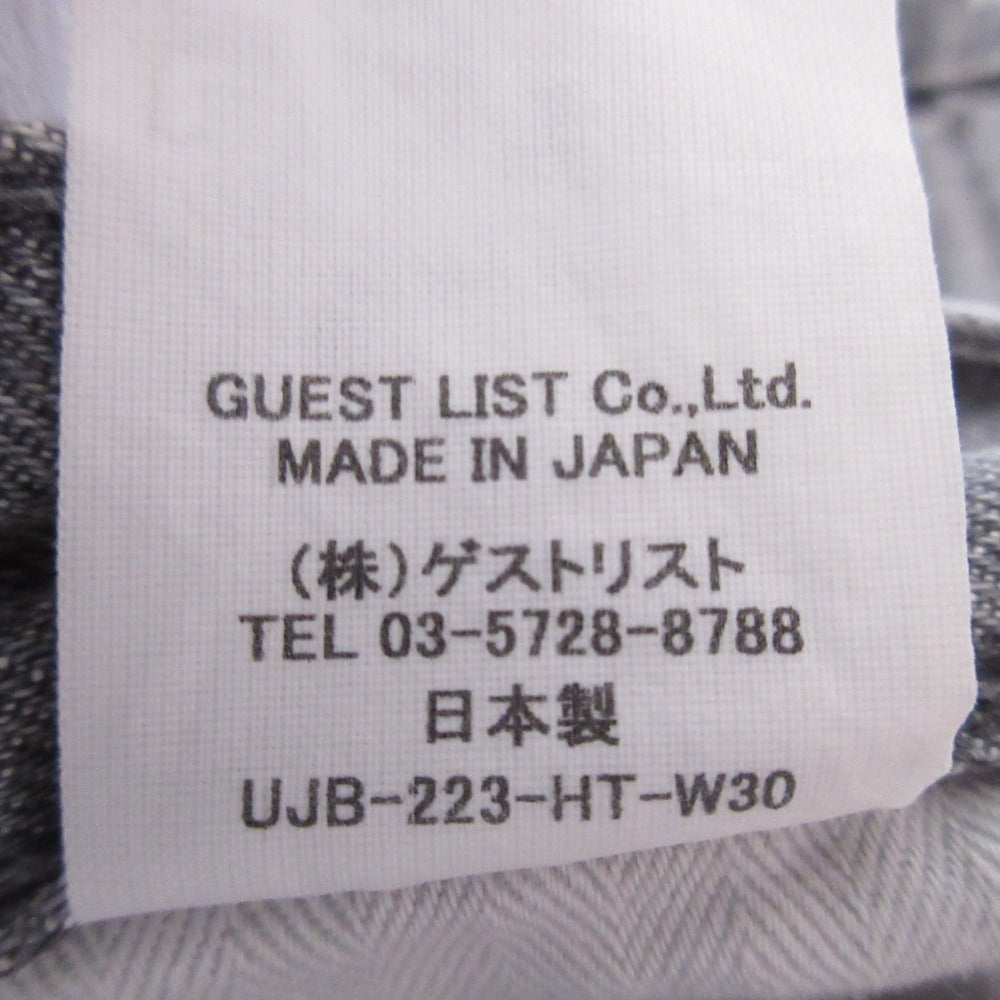 GUEST LIST Co.,Ltd.
MADE IN JAPAN
(株)ゲストリスト
TEL 03-5728-8788
日本製
UJB-223-HT-W30